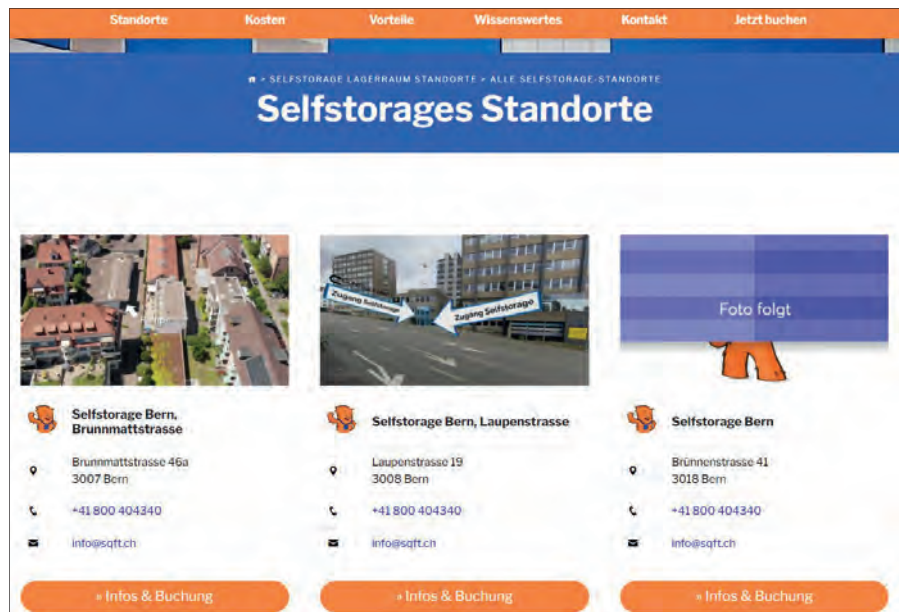 Standorte Kosten Vorteile Wissenswertes Kontakt Jetzt buchen
> SELFSTORAGE LAGERRAUM STANDORTE > ALLE SELFSTORAGE-STANDORTE
Selfstorages Standorte
Zugang Selfstorage
Zugang Selfstorage
Foto folgt
Selfstorage Bern,
Brunnmattstrasse
Brunnmattstrasse 46a
3007 Bern
+41 800 404340
info@sqft.ch
» Infos & Buchung
Selfstorage Bern, Laupenstrasse
Laupenstrasse 19
3008 Bern
+41 800 404340
info@sqft.ch
» Infos & Buchung
Selfstorage Bern
Brünnenstrasse 41
3018 Bern
+41 800 404340
info@sqft.ch
» Infos & Buchung